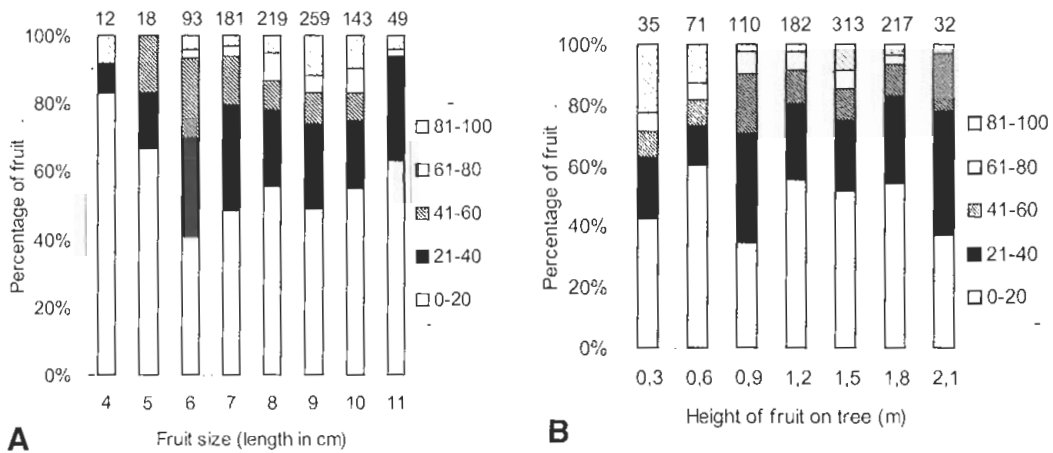 12 18 93 181 219 259 143 49
100%
80%
60%
40%
20%
0%
Percentage of fruit
4 5 6 7 8 9 10 11
Fruit size (length in cm)
81-100
61-80
41-60
21-40
0-20
A
35 71 110 182 313 217 32
100%
80%
60%
40%
20%
0%
Percentage of fruit
0,3 0,6 0,9 1,2 1,5 1,8 2,1
Height of fruit on tree (m)
81-100
61-80
41-60
21-40
0-20
B